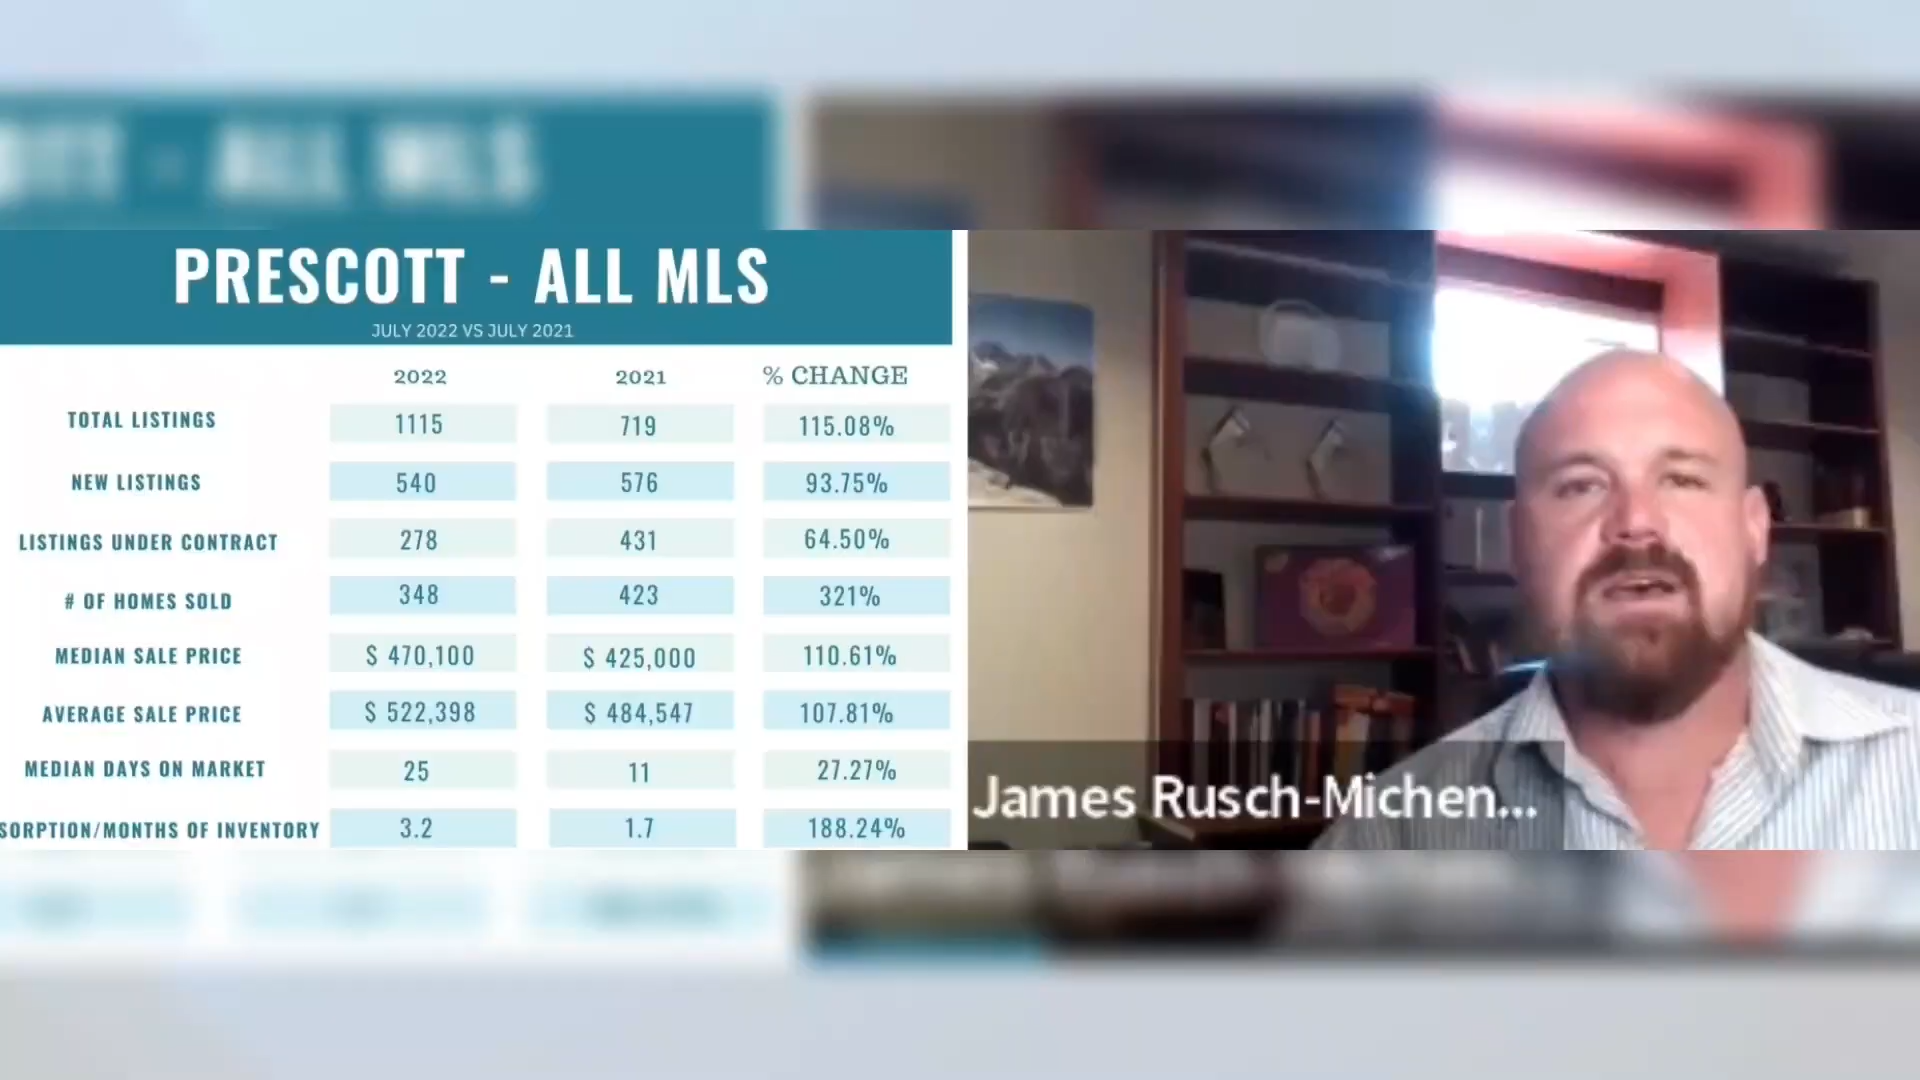 OTT - ALL MLS
PRESCOTT - ALL MLS
JULY 2022 VS JULY 2021
2022 2021 % CHANGE
TOTAL LISTINGS 1115 719 115.08%
NEW LISTINGS 540 576 93.75%
LISTINGS UNDER CONTRACT 278 431 64.50%
# OF HOMES SOLD 348 423 321%
MEDIAN SALE PRICE $ 470,100 $ 425,000 110.61%
AVERAGE SALE PRICE $ 522,398 $ 484,547 107.81%
MEDIAN DAYS ON MARKET 25 11 27.27%
SORPTION/MONTHS OF INVENTORY 3.2 1.7 188.24%
James Rusch-Michen...